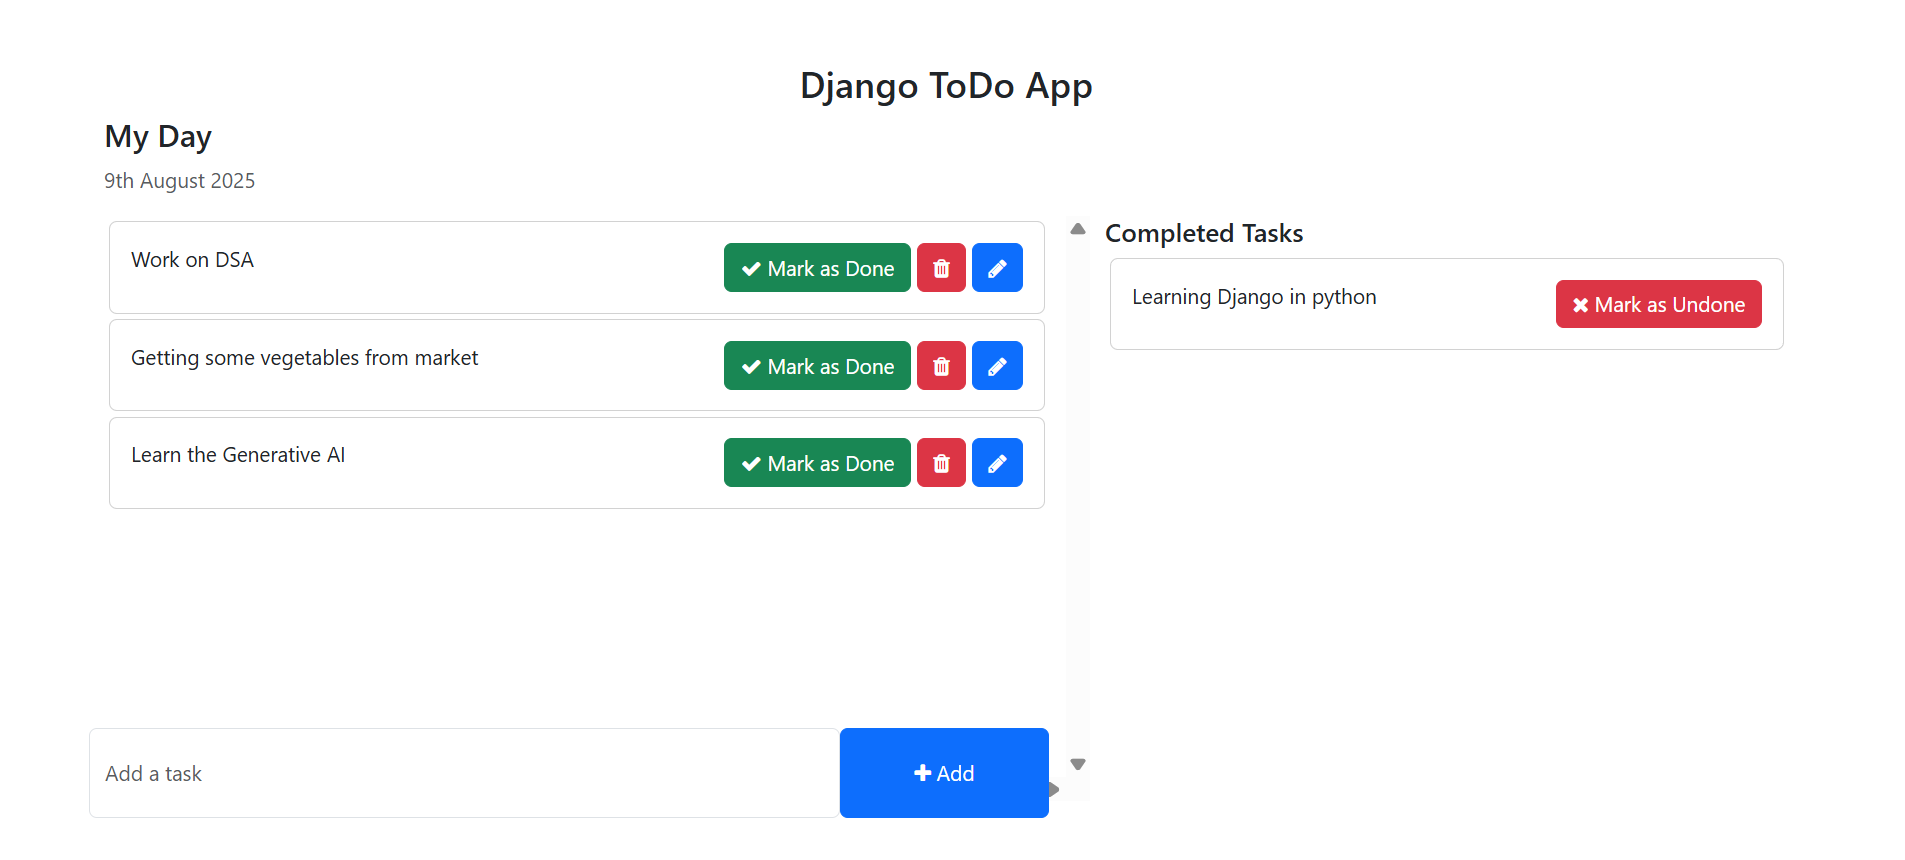 Django ToDo App
My Day
9th August 2025
Work on DSA
Mark as Done
Getting some vegetables from market
Mark as Done
Learn the Generative AI
Mark as Done
Add a task
Add
Completed Tasks
Learning Django in python
Mark as Undone